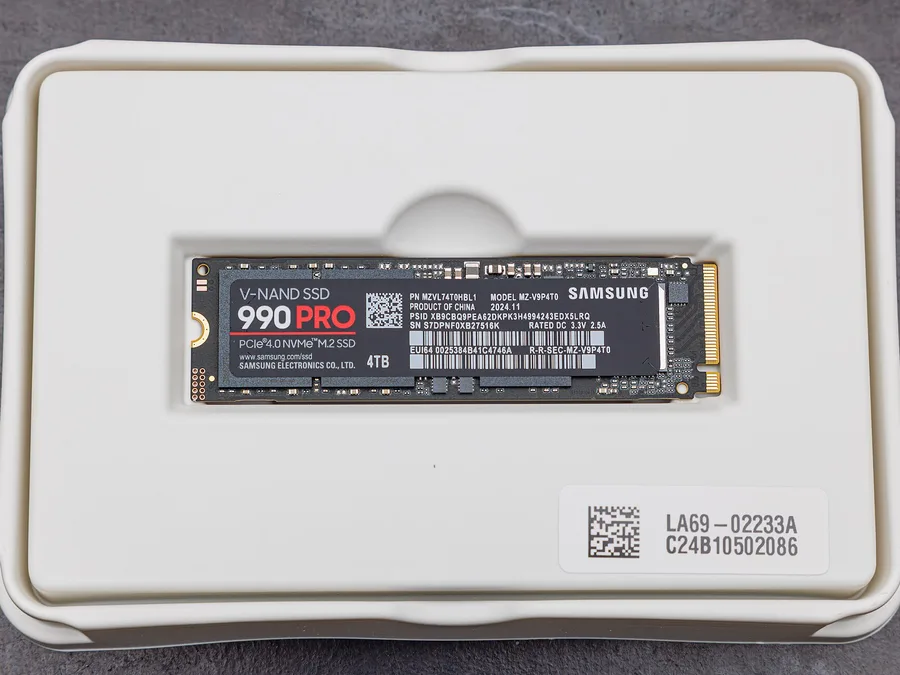 V-NAND SSD
990 PRO
PCIe®4.0 NVMe™M.2 SSD
www.samsung.com/ssd
SAMSUNG ELECTRONICS CO., LTD.
4TB
PN MZVL74T0HBL1 MODEL MZ-V9P4T0
PRODUCT OF CHINA 2024.11
SAMSUNG
PSID XB9CBQ9PEA62DKPK3H4994243EDX5LRQ
SN S7DPNF0XB27516K RATED DC 3.3V 2.5A
EUI64 0025384B41C4746A R-R-SEC-MZ-V9P4T0
LA69-02233A
C24B10502086